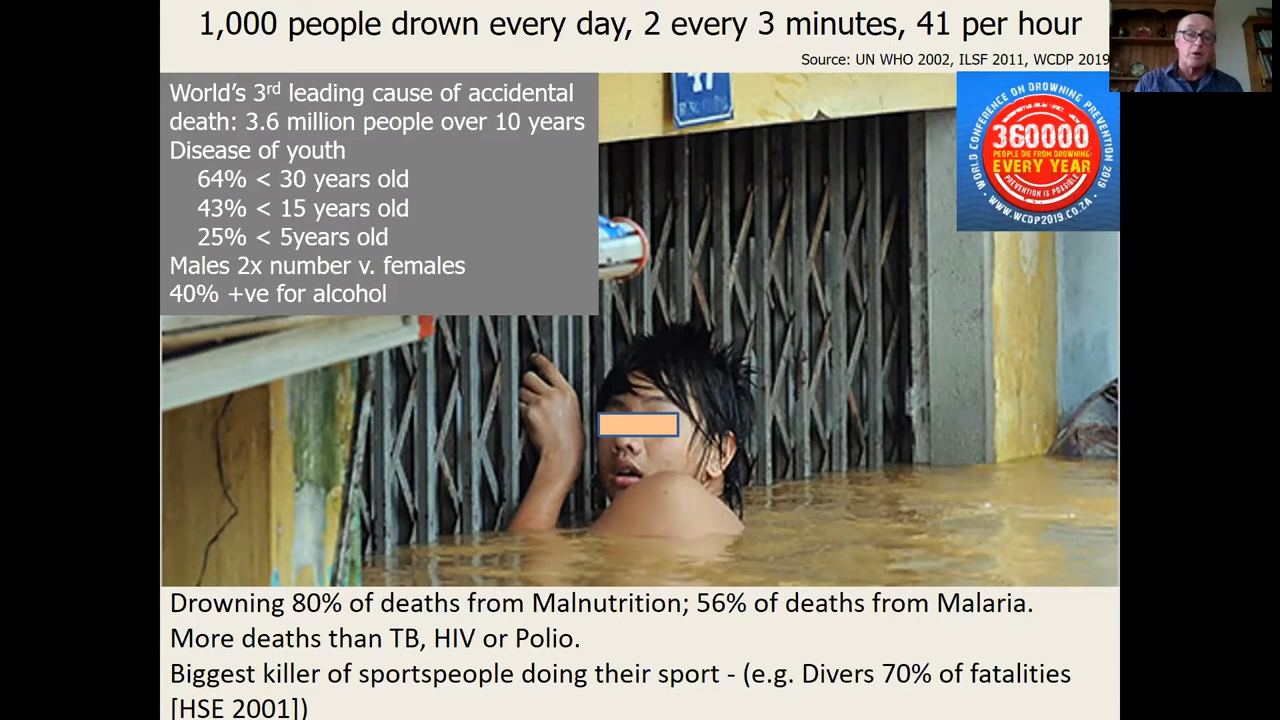 1,000 people drown every day, 2 every 3 minutes, 41 per hour
Source: UN WHO 2002, ILSF 2011, WCDP 2019
World's 3rd leading cause of accidental
death: 3.6 million people over 10 years
Disease of youth
64% < 30 years old
43% < 15 years old
25% < 5years old
Males 2x number v. females
40% +ve for alcohol
WORLD CONFERENCE ON DROWNING PREVENTION 2019
360000
PEOPLE DIE FROM DROWNING
EVERY YEAR
PREVENTION IS POSSIBLE
• WWW.WCDP2019.CO.ZA •
Drowning 80% of deaths from Malnutrition; 56% of deaths from Malaria.
More deaths than TB, HIV or Polio.
Biggest killer of sportspeople doing their sport - (e.g. Divers 70% of fatalities
[HSE 2001])